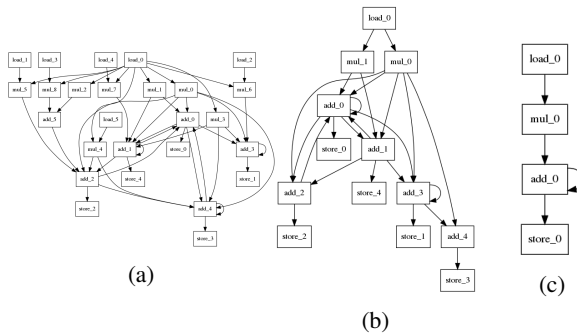 load_1 load_3 load_4 load_0 load_2
mul_5 mul_8 mul_2 mul_7 mul_1 mul_0 mul_6
add_5 load_5 add_0 mul_3
mul_4 add_1 add_3
store_0
add_2 store_4 store_1
store_2 add_4
store_3
(a)
load_0
mul_1 mul_0
add_0
store_0 add_1
add_2 store_4 add_3
store_2 store_1 add_4
store_3
(b)
load_0
mul_0
add_0
store_0
(c)